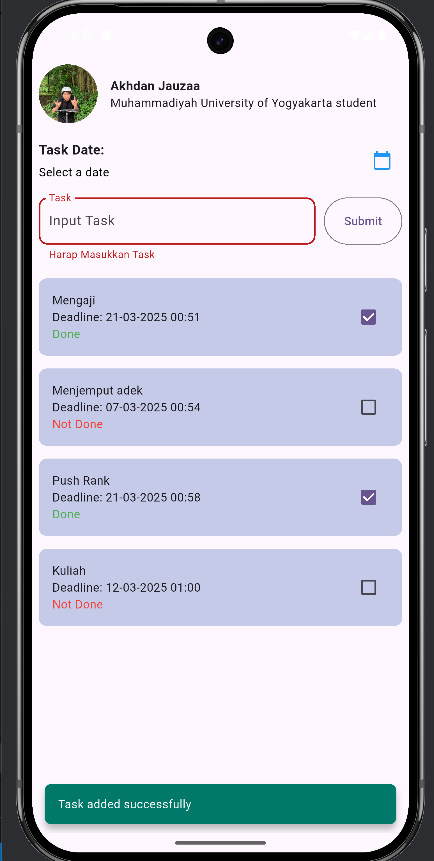 Akhdan Jauzaa
Muhammadiyah University of Yogyakarta student
Task Date:
Select a date
Task
Input Task
Submit
Harap Masukkan Task
Mengaji
Deadline: 21-03-2025 00:51
Done
Menjemput adek
Deadline: 07-03-2025 00:54
Not Done
Push Rank
Deadline: 21-03-2025 00:58
Done
Kuliah
Deadline: 12-03-2025 01:00
Not Done
Task added successfully